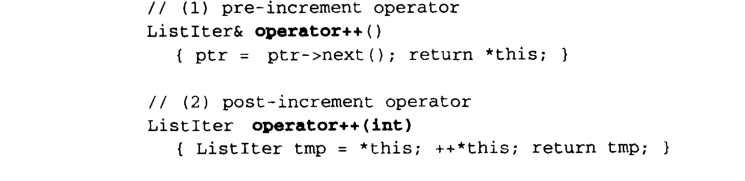 // (1) pre-increment operator
ListIter& operator++()
{ ptr = ptr->next(); return *this; }
// (2) post-increment operator
ListIter operator++(int)
{ ListIter tmp = *this; ++*this; return tmp; }